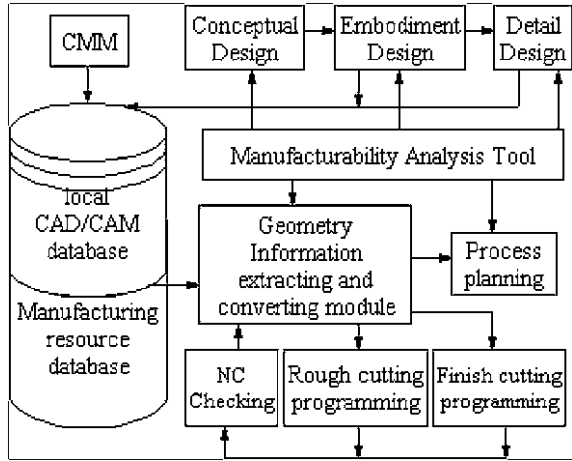 CMM
Conceptual
Design
Embodiment
Design
Detail
Design
Manufacturability Analysis Tool
local
CAD/CAM
database
Manufacturing
resource
database
Geometry
Information
extracting and
converting module
Process
planning
NC
Checking
Rough cutting
programming
Finish cutting
programming